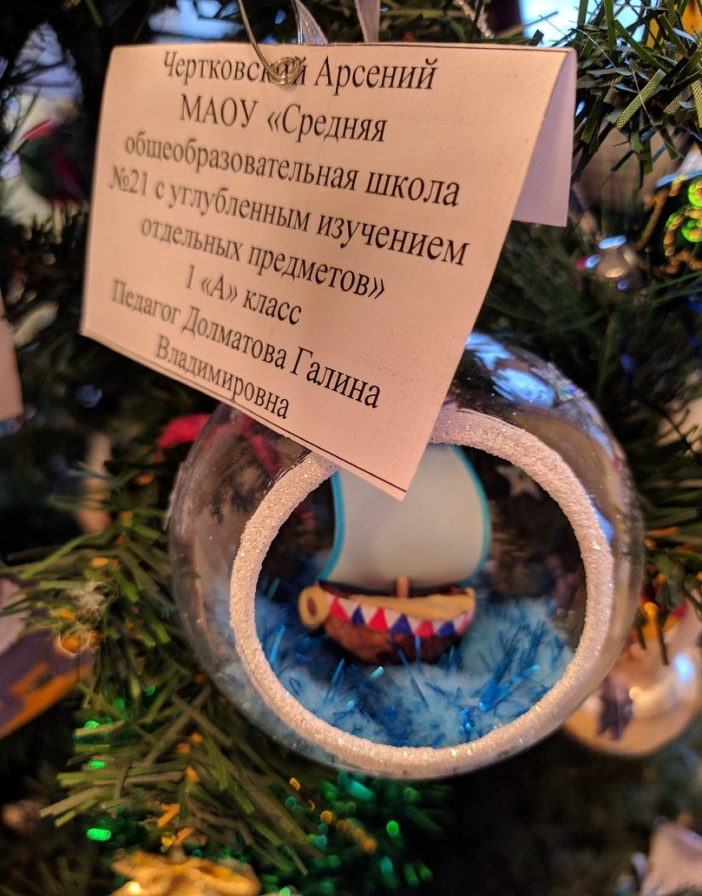 Чертковский Арсений
МАОУ «Средняя
общеобразовательная школа
№21 с углубленным изучением
отдельных предметов»
1 «А» класс
Педагог Долматова Галина
Владимировна